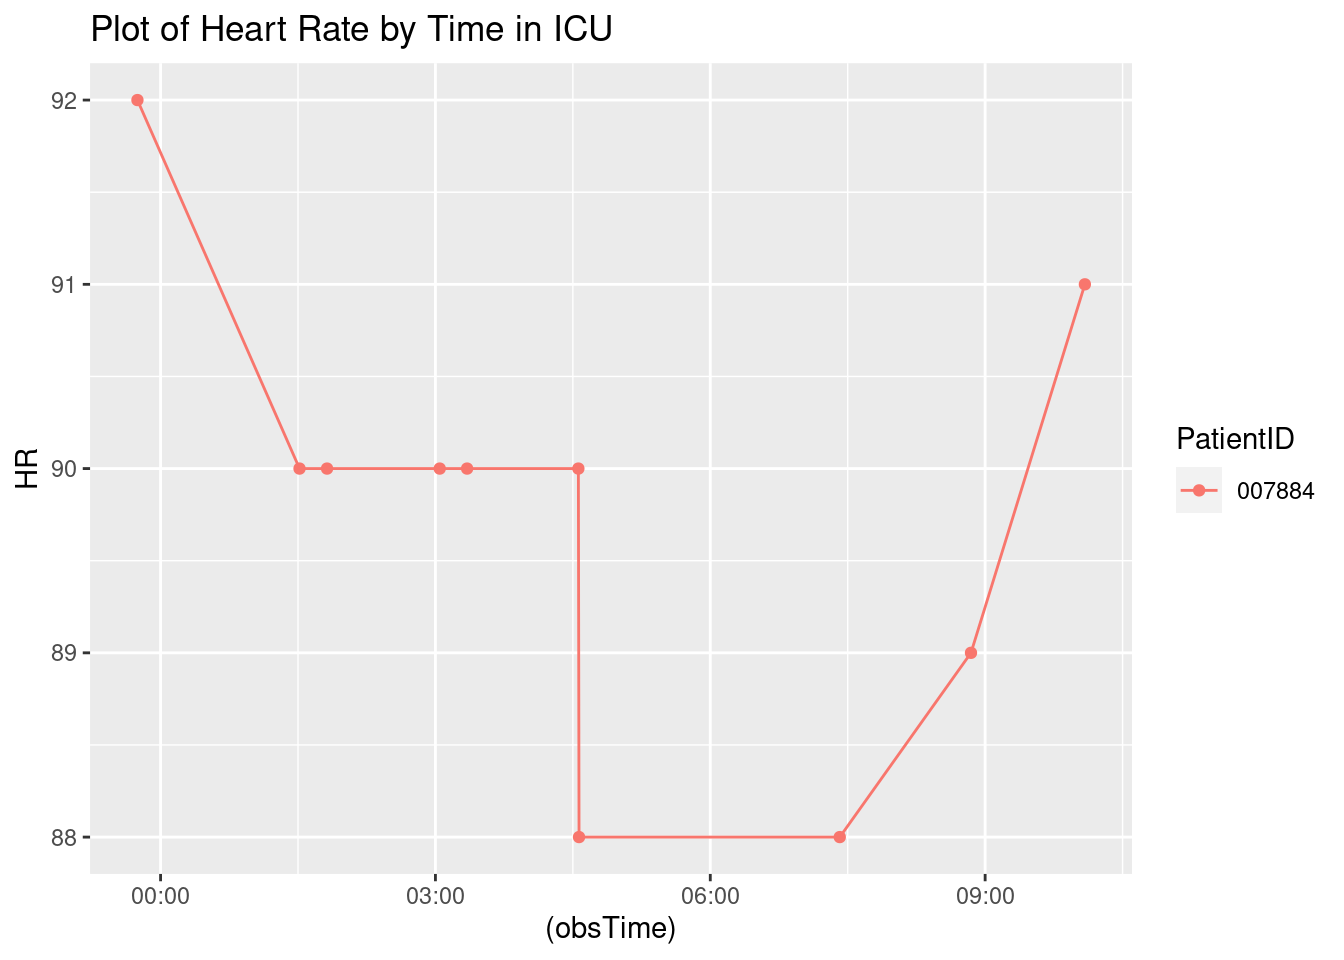 Plot of Heart Rate by Time in ICU
92
91
90
89
88
HR
00:00 03:00 06:00 09:00
(obsTime)
PatientID
007884